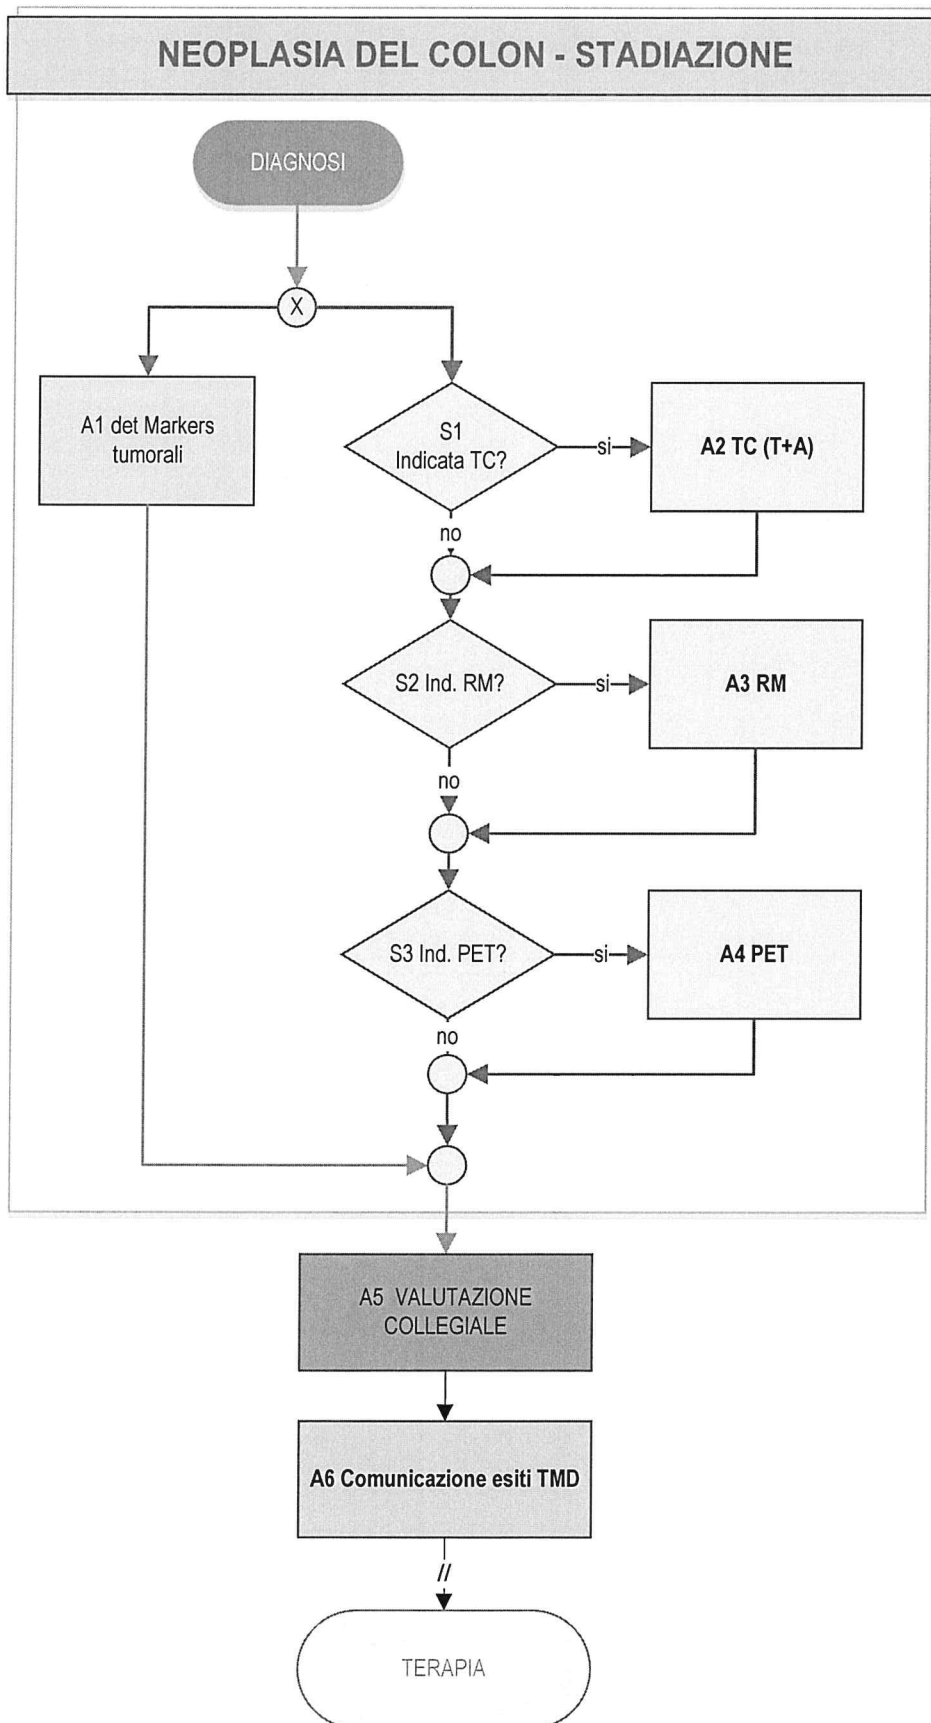 NEOPLASIA DEL COLON - STADIAZIONE
DIAGNOSI
X
A1 det Markers
tumorali
S1
Indicata TC?
si
A2 TC (T+A)
no
S2 Ind. RM?
si
A3 RM
no
S3 Ind. PET?
si
A4 PET
no
A5 VALUTAZIONE
COLLEGIALE
A6 Comunicazione esiti TMD
//
TERAPIA